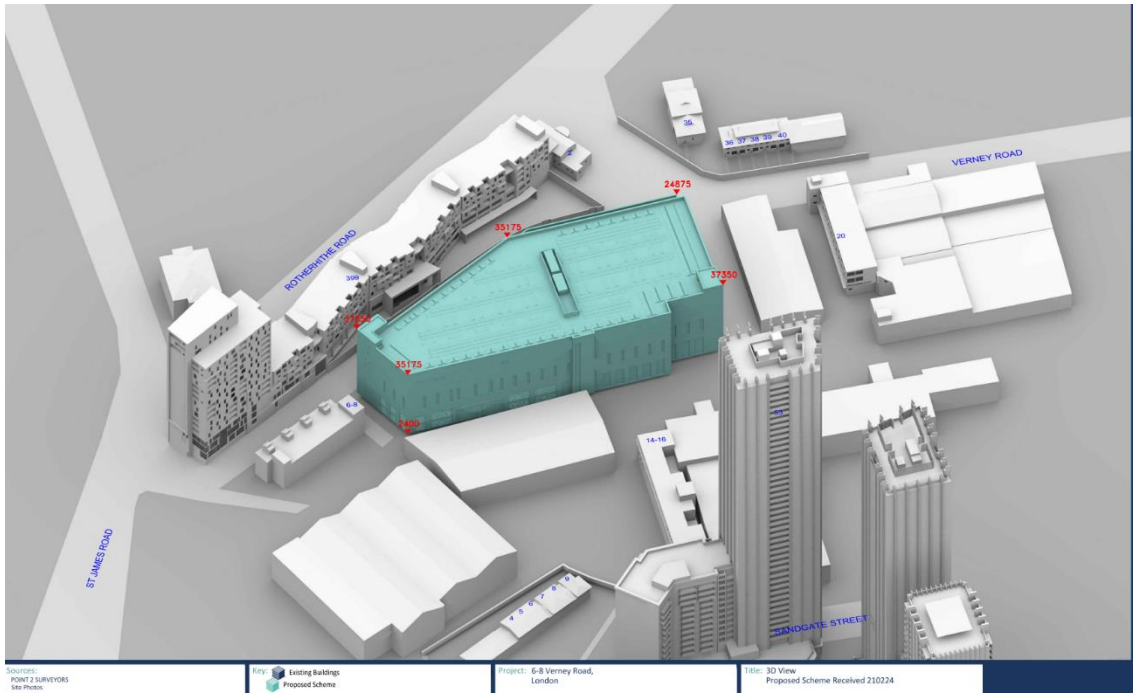 35
36 37 38 39 40
2
VERNEY ROAD
24875
35175
20
ROTHERHITHE ROAD
399
37350
35175
6-8
2400
14-16
ST JAMES ROAD
4 5 6 7 8 9
SANDGATE STREET
Sources:
POINT 2 SURVEYORS
Site Photos
Key:
Existing Buildings
Proposed Scheme
Project: 6-8 Verney Road,
London
Title: 3D View
Proposed Scheme Received 210224